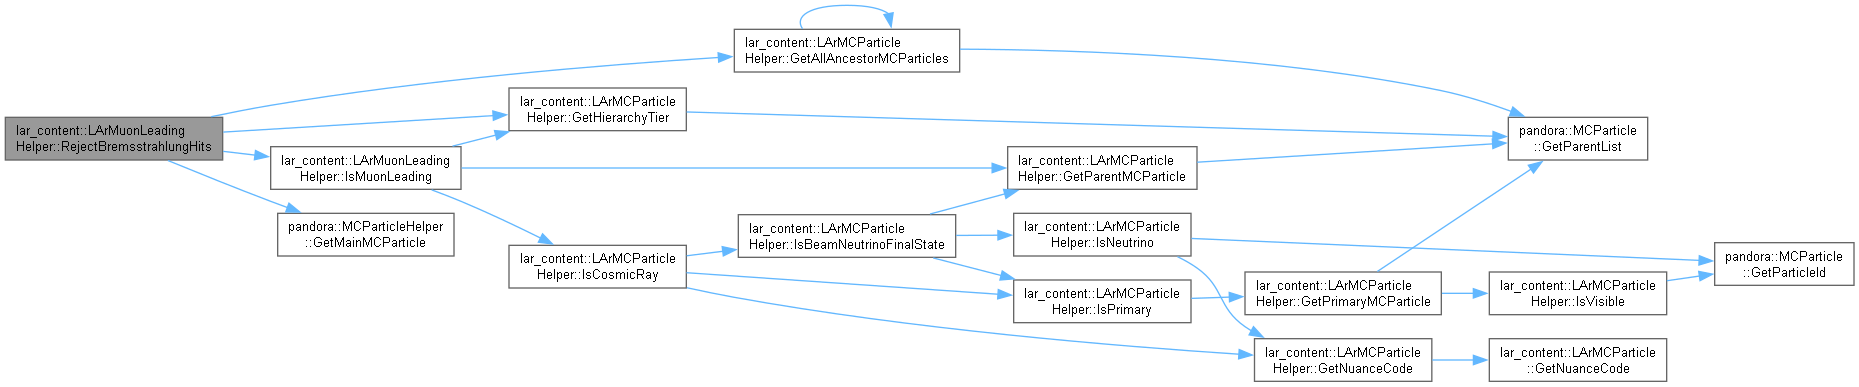 lar_content::LArMuonLeading
Helper::RejectBremsstrahlungHits
lar_content::LArMCParticle
Helper::GetAllAncestorMCParticles
lar_content::LArMCParticle
Helper::GetHierarchyTier
lar_content::LArMuonLeading
Helper::IsMuonLeading
pandora::MCParticleHelper
::GetMainMCParticle
lar_content::LArMCParticle
Helper::IsCosmicRay
lar_content::LArMCParticle
Helper::IsBeamNeutrinoFinalState
lar_content::LArMCParticle
Helper::GetParentMCParticle
lar_content::LArMCParticle
Helper::IsNeutrino
lar_content::LArMCParticle
Helper::IsPrimary
lar_content::LArMCParticle
Helper::GetPrimaryMCParticle
lar_content::LArMCParticle
Helper::GetNuanceCode
pandora::MCParticle
::GetParentList
lar_content::LArMCParticle
Helper::IsVisible
lar_content::LArMCParticle
::GetNuanceCode
pandora::MCParticle
::GetParticleId